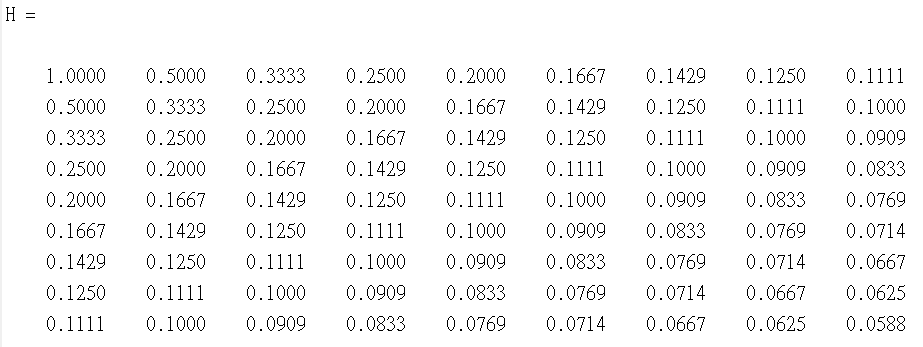 H =
1.0000 0.5000 0.3333 0.2500 0.2000 0.1667 0.1429 0.1250 0.1111
0.5000 0.3333 0.2500 0.2000 0.1667 0.1429 0.1250 0.1111 0.1000
0.3333 0.2500 0.2000 0.1667 0.1429 0.1250 0.1111 0.1000 0.0909
0.2500 0.2000 0.1667 0.1429 0.1250 0.1111 0.1000 0.0909 0.0833
0.2000 0.1667 0.1429 0.1250 0.1111 0.1000 0.0909 0.0833 0.0769
0.1667 0.1429 0.1250 0.1111 0.1000 0.0909 0.0833 0.0769 0.0714
0.1429 0.1250 0.1111 0.1000 0.0909 0.0833 0.0769 0.0714 0.0667
0.1250 0.1111 0.1000 0.0909 0.0833 0.0769 0.0714 0.0667 0.0625
0.1111 0.1000 0.0909 0.0833 0.0769 0.0714 0.0667 0.0625 0.0588